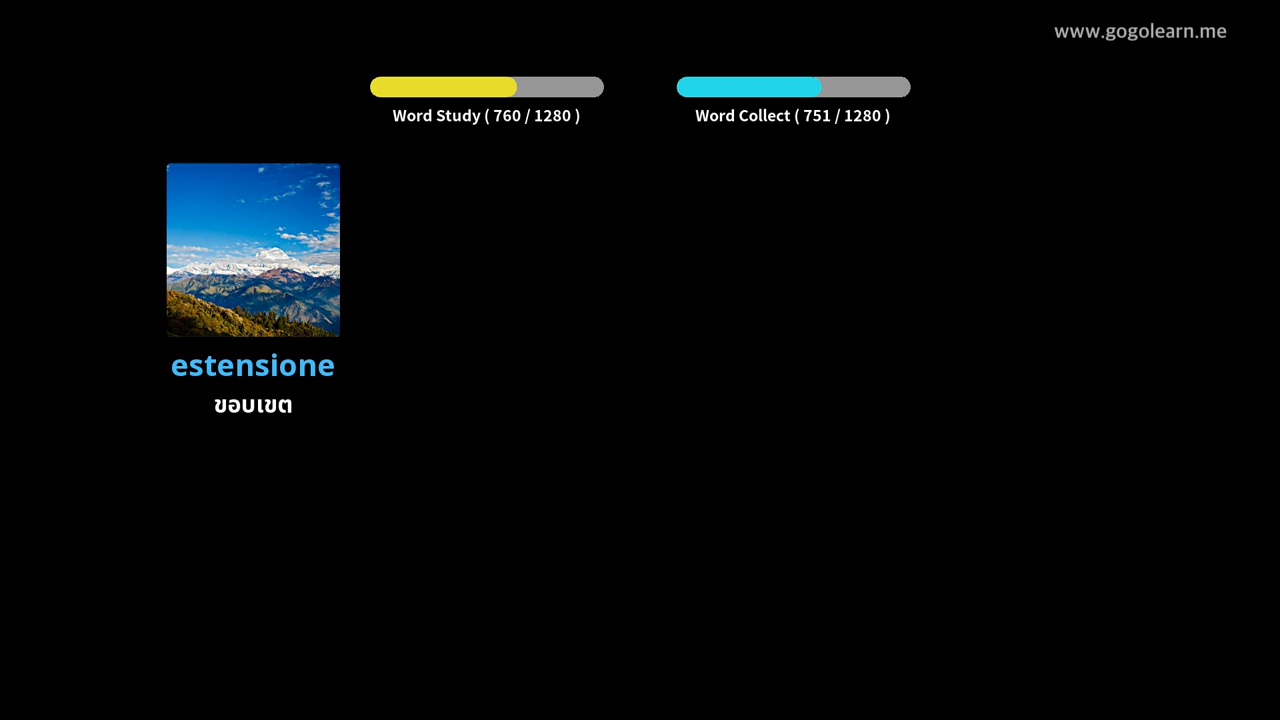 www.gogolearn.me
Word Study ( 760 / 1280 )
Word Collect ( 751 / 1280 )
estensione
ขอบเขต